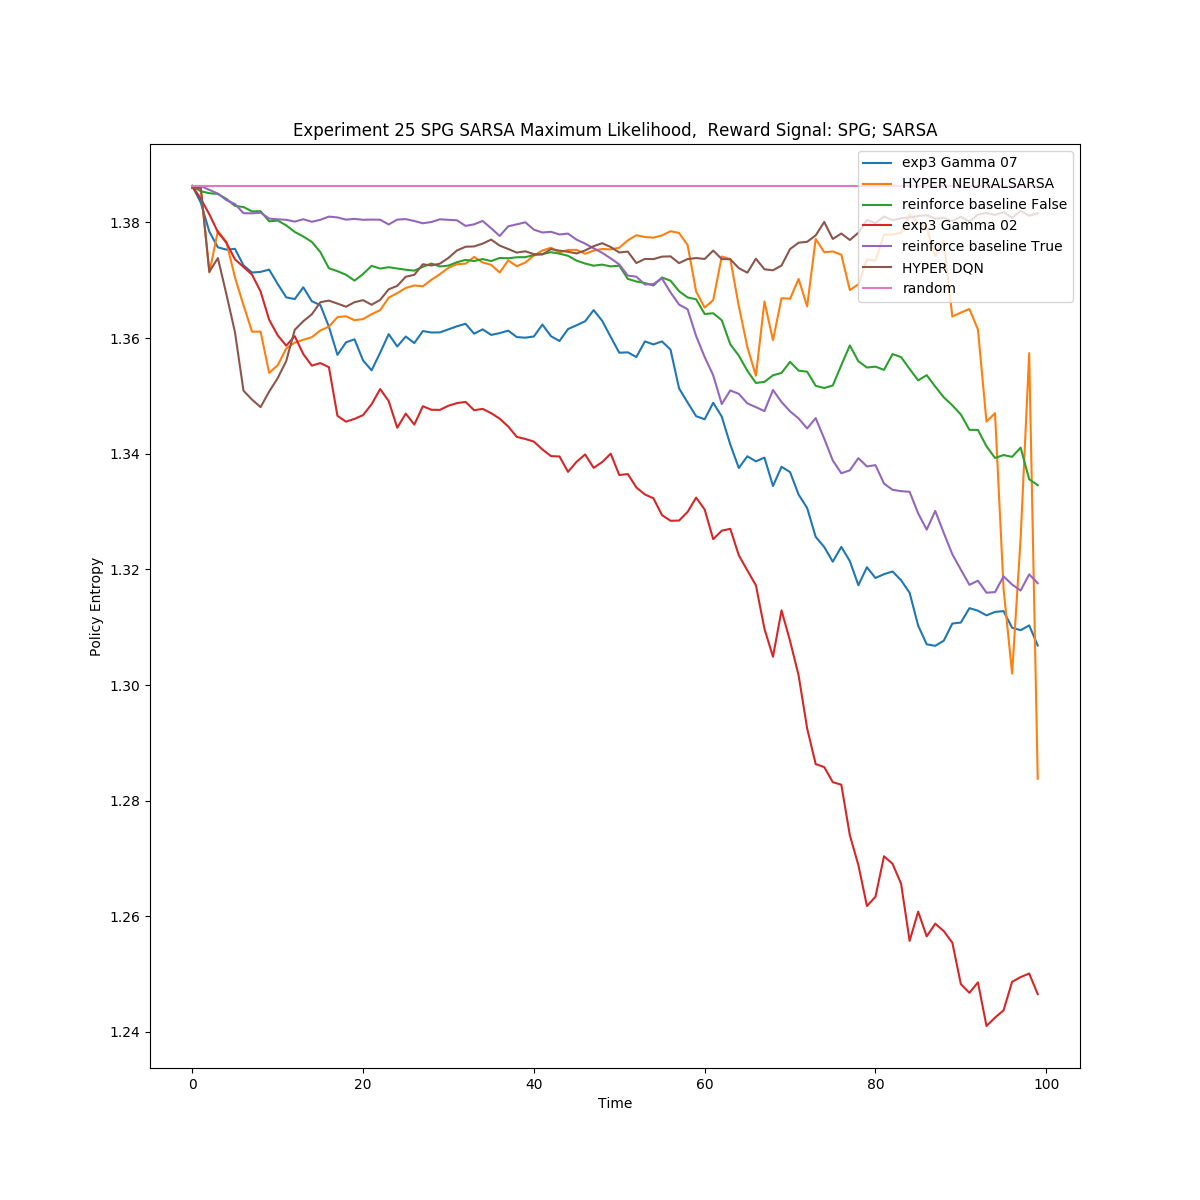 Experiment 25 SPG SARSA Maximum Likelihood,  Reward Signal: SPG; SARSA
exp3 Gamma 07
HYPER NEURALSARSA
reinforce baseline False
exp3 Gamma 02
reinforce baseline True
HYPER DQN
random
Policy Entropy
1.38
1.36
1.34
1.32
1.30
1.28
1.26
1.24
0
20
40
60
80
100
Time